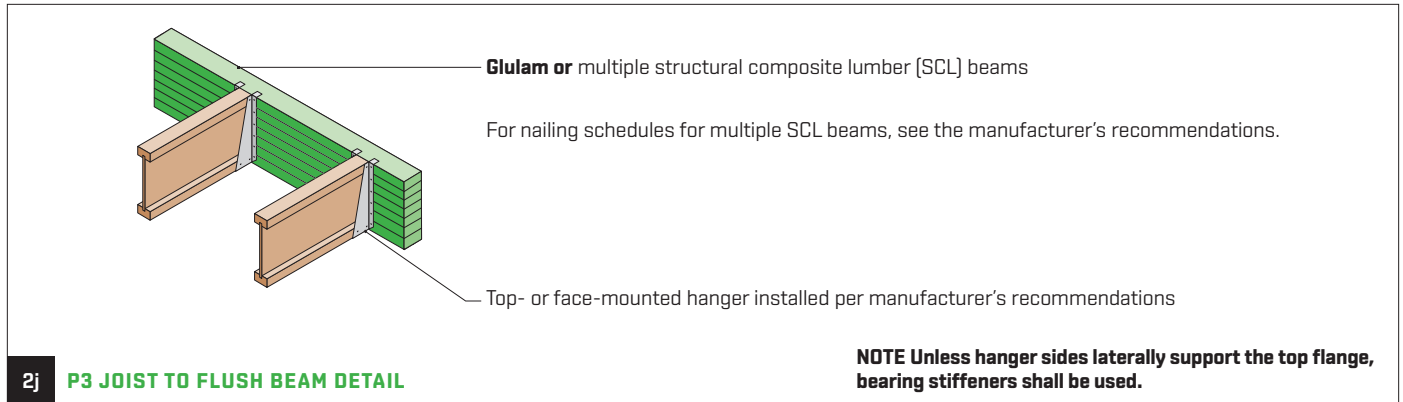 Glulam or multiple structural composite lumber (SCL) beams
For nailing schedules for multiple SCL beams, see the manufacturer's recommendations.
Top- or face-mounted hanger installed per manufacturer's recommendations
2j P3 JOIST TO FLUSH BEAM DETAIL
NOTE Unless hanger sides laterally support the top flange,
bearing stiffeners shall be used.